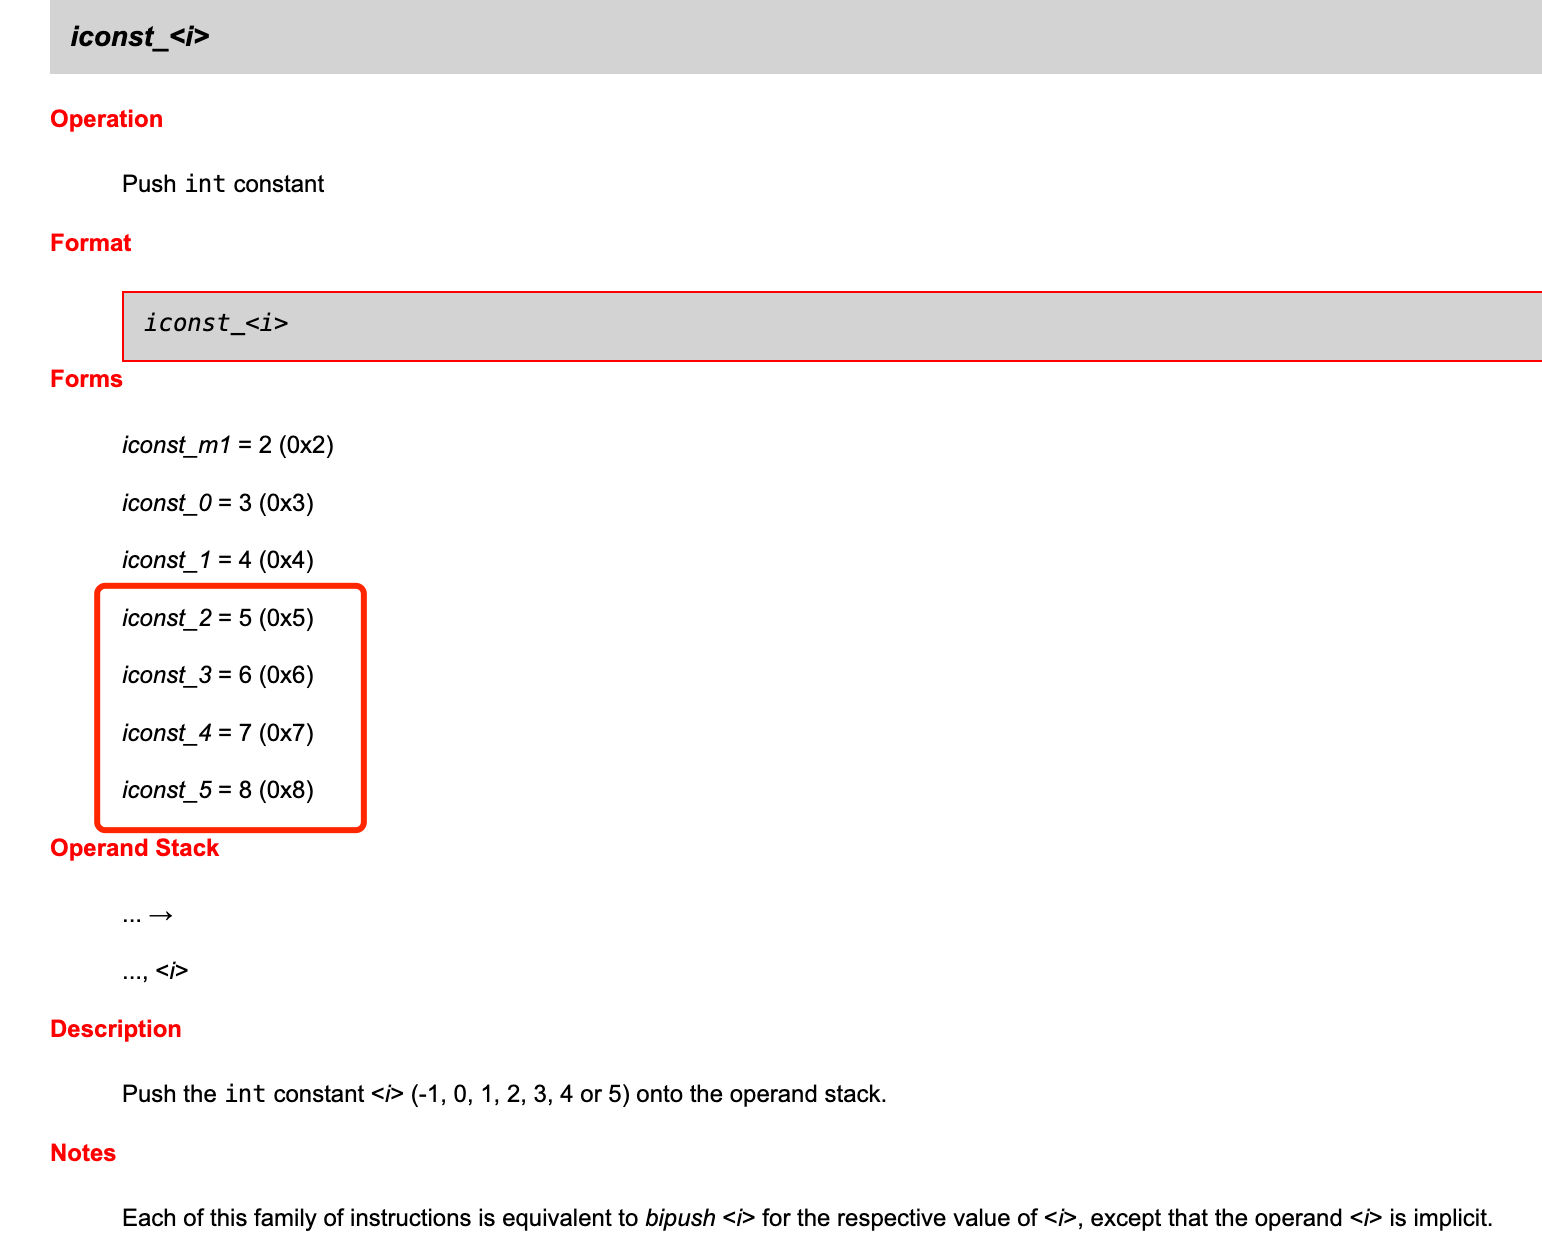 iconst_<i>
Operation
Push int constant
Format
iconst_<i>
Forms
iconst_m1 = 2 (0x2)
iconst_0 = 3 (0x3)
iconst_1 = 4 (0x4)
iconst_2 = 5 (0x5)
iconst_3 = 6 (0x6)
iconst_4 = 7 (0x7)
iconst_5 = 8 (0x8)
Operand Stack
... →
..., <i>
Description
Push the int constant <i> (-1, 0, 1, 2, 3, 4 or 5) onto the operand stack.
Notes
Each of this family of instructions is equivalent to bipush <i> for the respective value of <i>, except that the operand <i> is implicit.